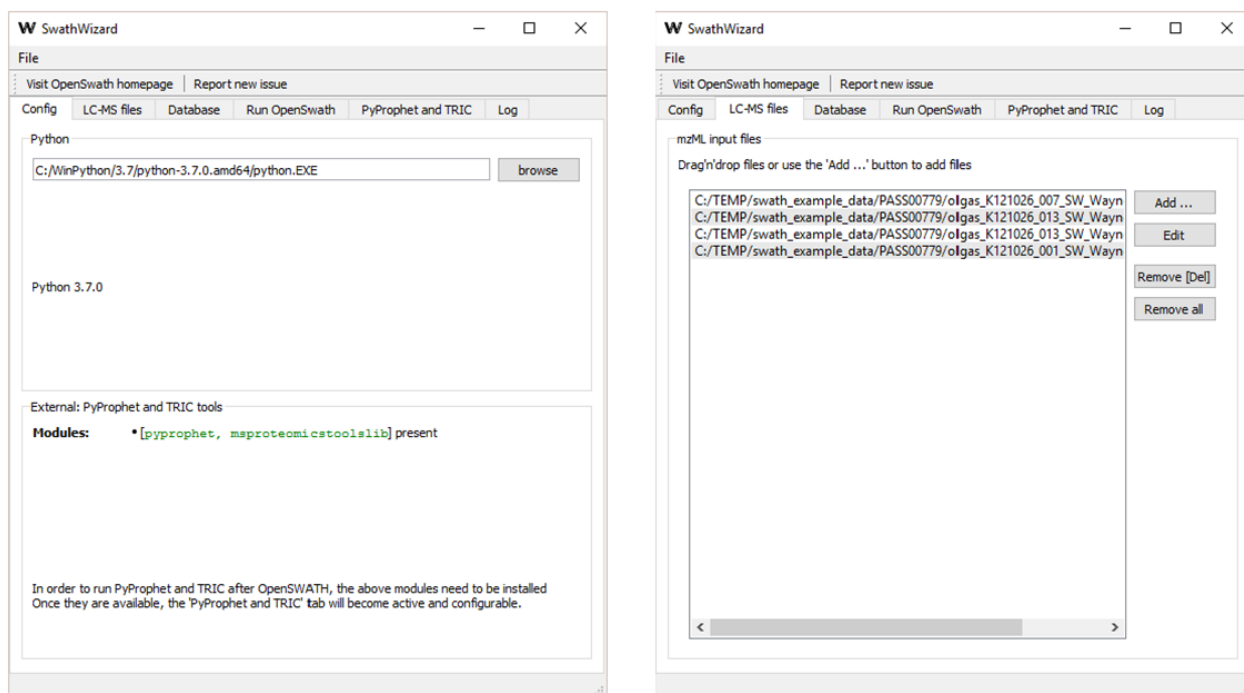 SwathWizard
File
Visit OpenSwath homepage Report new issue
Config LC-MS files Database Run OpenSwath PyProphet and TRIC Log
Python
C:/WinPython/3.7/python-3.7.0.amd64/python.EXE browse
Python 3.7.0
External: PyProphet and TRIC tools
Modules: • [pyprophet, msproteomicstoolslib] present
In order to run PyProphet and TRIC after OpenSWATH, the above modules need to be installed
Once they are available, the 'PyProphet and TRIC' tab will become active and configurable.
SwathWizard
File
Visit OpenSwath homepage Report new issue
Config LC-MS files Database Run OpenSwath PyProphet and TRIC Log
mzML input files
Drag'n'drop files or use the 'Add ...' button to add files
C:/TEMP/swath_example_data/PASS00779/ollgas_K121026_007_SW_Wayn
C:/TEMP/swath_example_data/PASS00779/ollgas_K121026_013_SW_Wayn
C:/TEMP/swath_example_data/PASS00779/ollgas_K121026_013_SW_Wayn
C:/TEMP/swath_example_data/PASS00779/ollgas_K121026_001_SW_Wayn
Add ...
Edit
Remove [Del]
Remove all